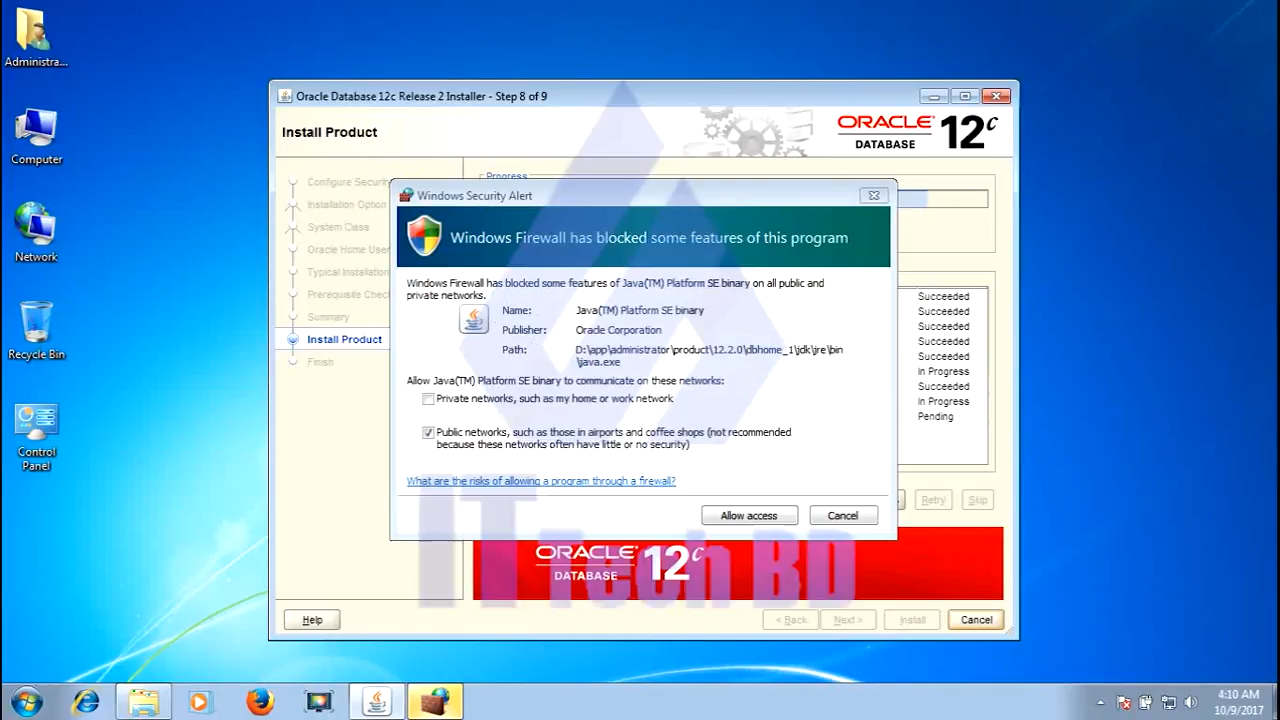 Administra...
Computer
Network
Recycle Bin
Control
Panel
Oracle Database 12c Release 2 Installer - Step 8 of 9
Install Product
ORACLE
DATABASE
12c
Configure Security
Installation Option
System Class
Oracle Home User
Typical Installation
Prerequisite Chec
Summary
Install Product
Finish
Progress
Succeeded
Succeeded
Succeeded
Succeeded
Succeeded
In Progress
Succeeded
In Progress
Pending
Retry
Skip
Windows Security Alert
Windows Firewall has blocked some features of this program
Windows Firewall has blocked some features of Java(TM) Platform SE binary on all public and
private networks.
Name: Java(TM) Platform SE binary
Publisher: Oracle Corporation
Path: D:\app\administrator\product\12.2.0\dbhome_1\jdk\jre\bin
\java.exe
Allow Java(TM) Platform SE binary to communicate on these networks:
Private networks, such as my home or work network
Public networks, such as those in airports and coffee shops (not recommended
because these networks often have little or no security)
What are the risks of allowing a program through a firewall?
Allow access
Cancel
ORACLE
DATABASE
12c
IT Tech BD
Help
< Back
Next >
Install
Cancel
4:10 AM
10/9/2017